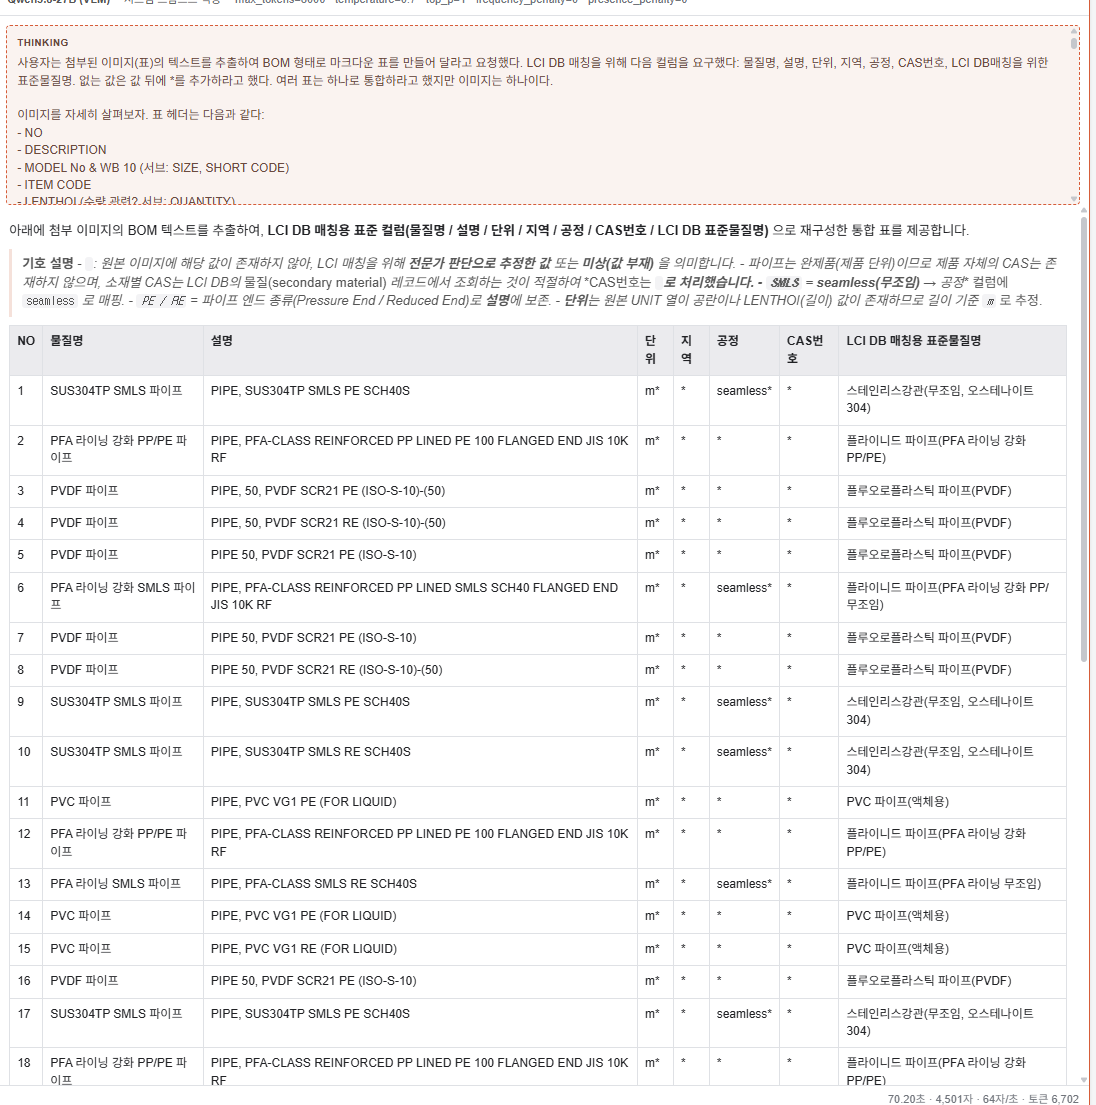 THINKING
사용자는 첨부된 이미지(표)의 텍스트를 추출하여 BOM 형태로 마크다운 표를 만들어 달라고 요청했다. LCI DB 매칭을 위해 다음 컬럼을 요구했다: 물질명, 설명, 단위, 지역, 공정, CAS번호, LCI DB매칭을 위한
표준물질명. 없는 값은 값 뒤에 *를 추가하라고 했다. 여러 표는 하나로 통합하라고 했지만 이미지는 하나이다.
이미지를 자세히 살펴보자. 표 헤더는 다음과 같다:
- NO
- DESCRIPTION
- MODEL No & WB 10 (서브: SIZE, SHORT CODE)
- ITEM CODE
- LENTHOI (수량 관련? 서브: QUANTITY)
아래에 첨부 이미지의 BOM 텍스트를 추출하여, LCI DB 매칭용 표준 컬럼(물질명 / 설명 / 단위 / 지역 / 공정 / CAS번호 / LCI DB 표준물질명) 으로 재구성한 통합 표를 제공합니다.
기호 설명 - : 원본 이미지에 해당 값이 존재하지 않아, LCI 매칭을 위해 전문가 판단으로 추정한 값 또는 미상(값 부재) 을 의미합니다. - 파이프는 완제품(제품 단위)이므로 제품 자체의 CAS는 존
재하지 않으며, 소재별 CAS는 LCI DB의 물질(secondary material) 레코드에서 조회하는 것이 적절하여 *CAS번호는 로 처리했습니다. - SMLS = seamless(무조임) → 공정* 컬럼에
seamless 로 매핑. - PE / RE = 파이프 엔드 종류(Pressure End / Reduced End)로 설명에 보존. - 단위는 원본 UNIT 열이 공란이나 LENTHOI(길이) 값이 존재하므로 길이 기준 m 로 추정.
NO 물질명 설명 단위 지역 공정 CAS번호 LCI DB 매칭용 표준물질명
1 SUS304TP SMLS 파이프 PIPE, SUS304TP SMLS PE SCH40S m* * seamless* * 스테인리스강관(무조임, 오스테나이트 304)
2 PFA 라이닝 강화 PP/PE 파이프 PIPE, PFA-CLASS REINFORCED PP LINED PE 100 FLANGED END JIS 10K RF m* * * * 플라이니드 파이프(PFA 라이닝 강화 PP/PE)
3 PVDF 파이프 PIPE, 50, PVDF SCR21 PE (ISO-S-10)-(50) m* * * * 플루오로플라스틱 파이프(PVDF)
4 PVDF 파이프 PIPE, 50, PVDF SCR21 RE (ISO-S-10)-(50) m* * * * 플루오로플라스틱 파이프(PVDF)
5 PVDF 파이프 PIPE 50, PVDF SCR21 PE (ISO-S-10) m* * * * 플루오로플라스틱 파이프(PVDF)
6 PFA 라이닝 강화 SMLS 파이프 PIPE, PFA-CLASS REINFORCED PP LINED SMLS SCH40 FLANGED END JIS 10K RF m* * seamless* * 플라이니드 파이프(PFA 라이닝 강화 PP/무조임)
7 PVDF 파이프 PIPE 50, PVDF SCR21 PE (ISO-S-10) m* * * * 플루오로플라스틱 파이프(PVDF)
8 PVDF 파이프 PIPE 50, PVDF SCR21 RE (ISO-S-10)-(50) m* * * * 플루오로플라스틱 파이프(PVDF)
9 SUS304TP SMLS 파이프 PIPE, SUS304TP SMLS PE SCH40S m* * seamless* * 스테인리스강관(무조임, 오스테나이트 304)
10 SUS304TP SMLS 파이프 PIPE, SUS304TP SMLS RE SCH40S m* * seamless* * 스테인리스강관(무조임, 오스테나이트 304)
11 PVC 파이프 PIPE, PVC VG1 PE (FOR LIQUID) m* * * * PVC 파이프(액체용)
12 PFA 라이닝 강화 PP/PE 파이프 PIPE, PFA-CLASS REINFORCED PP LINED PE 100 FLANGED END JIS 10K RF m* * * * 플라이니드 파이프(PFA 라이닝 강화 PP/PE)
13 PFA 라이닝 SMLS 파이프 PIPE, PFA-CLASS SMLS RE SCH40S m* * seamless* * 플라이니드 파이프(PFA 라이닝 무조임)
14 PVC 파이프 PIPE, PVC VG1 PE (FOR LIQUID) m* * * * PVC 파이프(액체용)
15 PVC 파이프 PIPE, PVC VG1 RE (FOR LIQUID) m* * * * PVC 파이프(액체용)
16 PVDF 파이프 PIPE 50, PVDF SCR21 PE (ISO-S-10) m* * * * 플루오로플라스틱 파이프(PVDF)
17 SUS304TP SMLS 파이프 PIPE, SUS304TP SMLS PE SCH40S m* * seamless* * 스테인리스강관(무조임, 오스테나이트 304)
18 PFA 라이닝 강화 PP/PE 파이프 PIPE, PFA-CLASS REINFORCED PP LINED PE 100 FLANGED END JIS 10K RF m* * * * 플라이니드 파이프(PFA 라이닝 강화 PP/PE)
70.20초 · 4,501자 · 64자/초 · 토큰 6,702